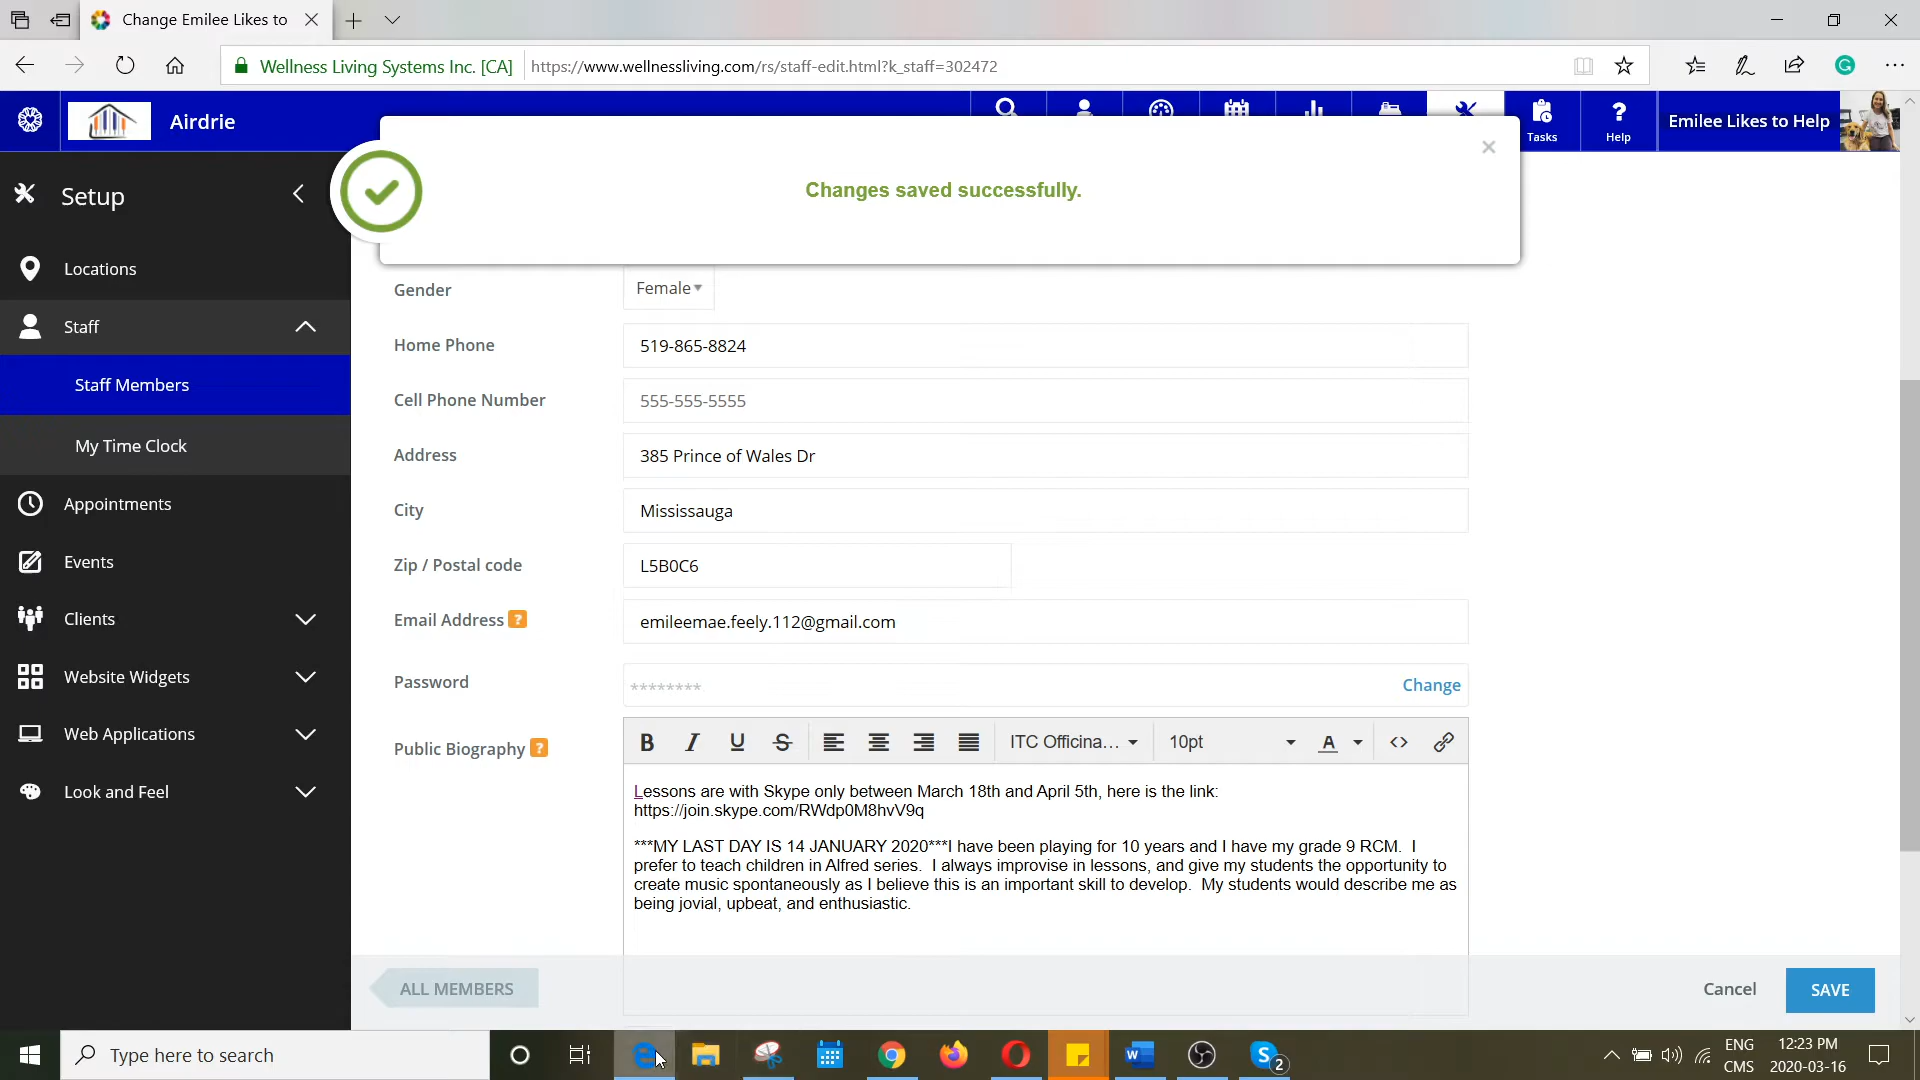 Change Emilee Likes to
Wellness Living Systems Inc. [CA] https://www.wellnessliving.com/rs/staff-edit.html?k_staff=302472
Airdrie
Tasks
Help
Emilee Likes to Help
Changes saved successfully.
Setup
Locations
Staff
Staff Members
My Time Clock
Appointments
Events
Clients
Website Widgets
Web Applications
Look and Feel
Gender Female
Home Phone 519-865-8824
Cell Phone Number 555-555-5555
Address 385 Prince of Wales Dr
City Mississauga
Zip / Postal code L5B0C6
Email Address ? emileemae.feely.112@gmail.com
Password ******** Change
Public Biography ?
B I U S ITC Officina... 10pt A <>
Lessons are with Skype only between March 18th and April 5th, here is the link:
https://join.skype.com/RWdp0M8hvV9q
***MY LAST DAY IS 14 JANUARY 2020***I have been playing for 10 years and I have my grade 9 RCM. I
prefer to teach children in Alfred series. I always improvise in lessons, and give my students the opportunity to
create music spontaneously as I believe this is an important skill to develop. My students would describe me as
being jovial, upbeat, and enthusiastic.
ALL MEMBERS
Cancel SAVE
Type here to search
2
ENG
CMS
12:23 PM
2020-03-16